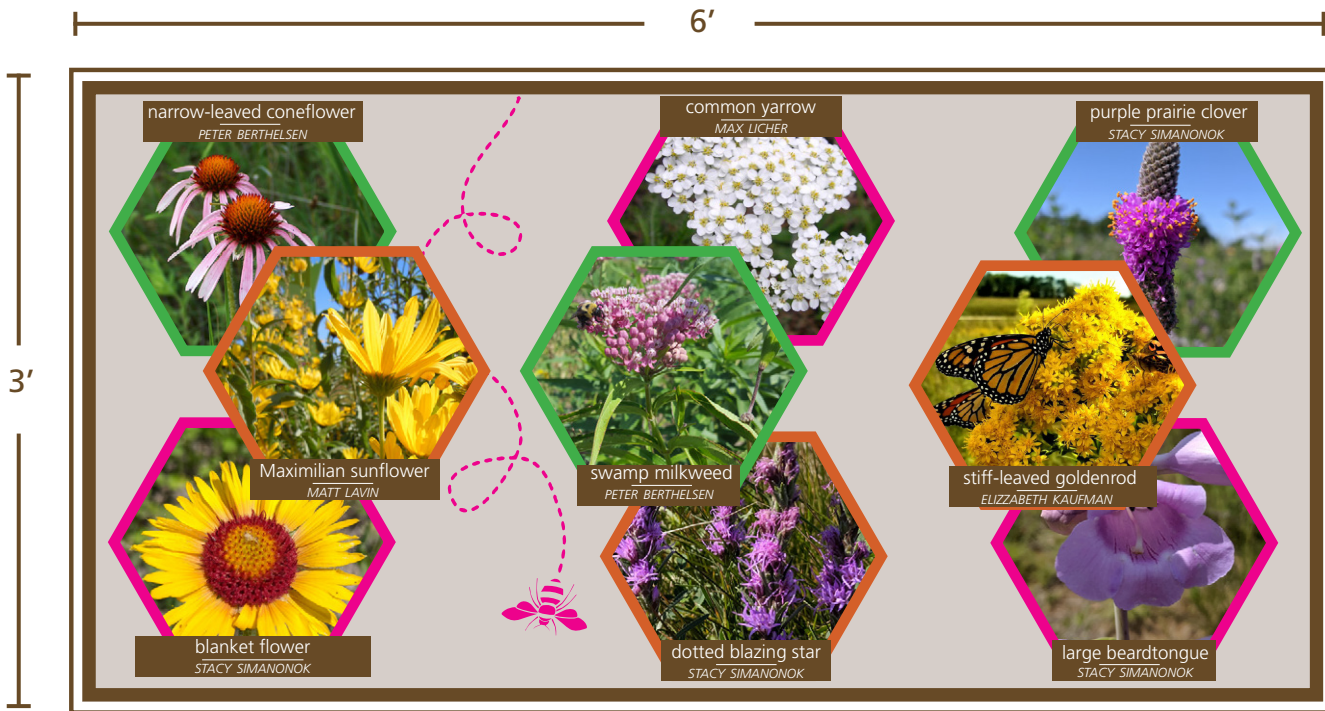 6’
3’
narrow-leaved coneflower
PETER BERTHELSEN
common yarrow
MAX LICHER
purple prairie clover
STACY SIMANONOK
Maximilian sunflower
MATT LAVIN
swamp milkweed
PETER BERTHELSEN
stiff-leaved goldenrod
ELIZZABETH KAUFMAN
blanket flower
STACY SIMANONOK
dotted blazing star
STACY SIMANONOK
large beardtongue
STACY SIMANONOK